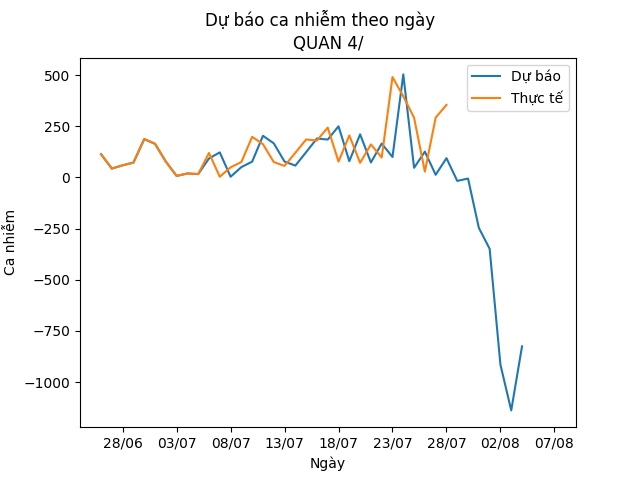 Dự báo ca nhiễm theo ngày
QUAN 4/
Dự báo
Thực tế
500
250
0
−250
−500
−750
−1000
Ca nhiễm
28/06
03/07
08/07
13/07
18/07
23/07
28/07
02/08
07/08
Ngày